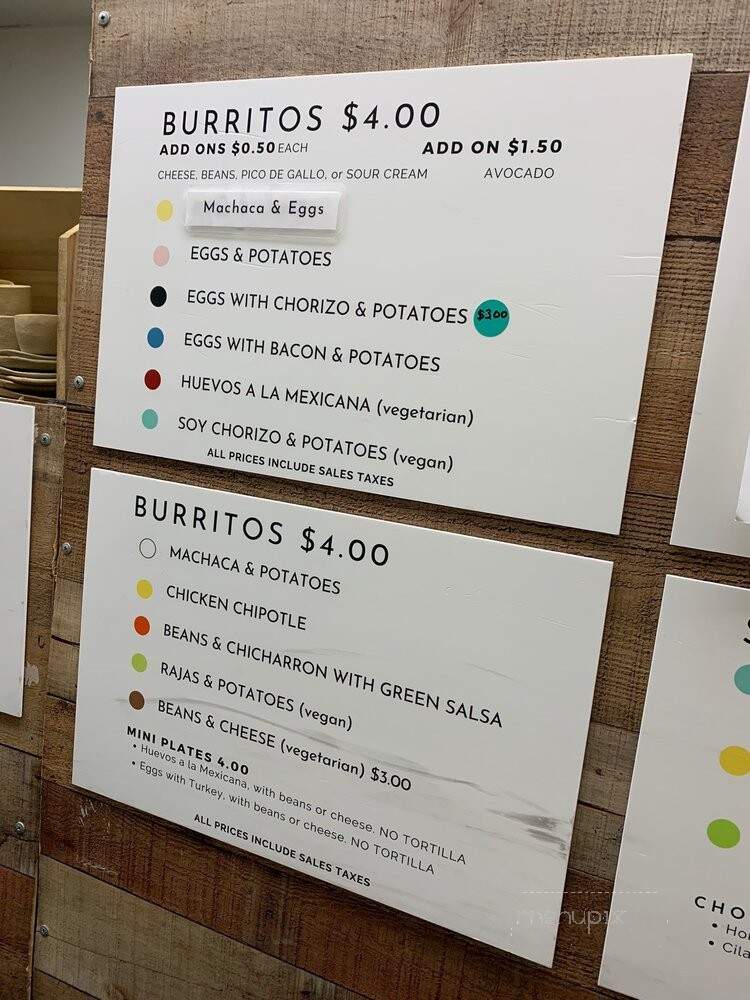 BURRITOS $4.00
ADD ONS $0.50 EACH
ADD ON $1.50
CHEESE, BEANS, PICO DE GALLO, or SOUR CREAM
AVOCADO
Machaca & Eggs
EGGS & POTATOES
EGGS WITH CHORIZO & POTATOES $3.00
EGGS WITH BACON & POTATOES
HUEVOS A LA MEXICANA (vegetarian)
SOY CHORIZO & POTATOES (vegan)
ALL PRICES INCLUDE SALES TAXES
BURRITOS $4.00
MACHACA & POTATOES
CHICKEN CHIPOTLE
BEANS & CHICHARRON WITH GREEN SALSA
RAJAS & POTATOES (vegan)
BEANS & CHEESE (vegetarian) $3.00
MINI PLATES 4.00
• Huevos a la Mexicana, with beans or cheese. NO TORTILLA
• Eggs with Turkey, with beans or cheese. NO TORTILLA
ALL PRICES INCLUDE SALES TAXES
menupix
CHO
• Ho
• Cila